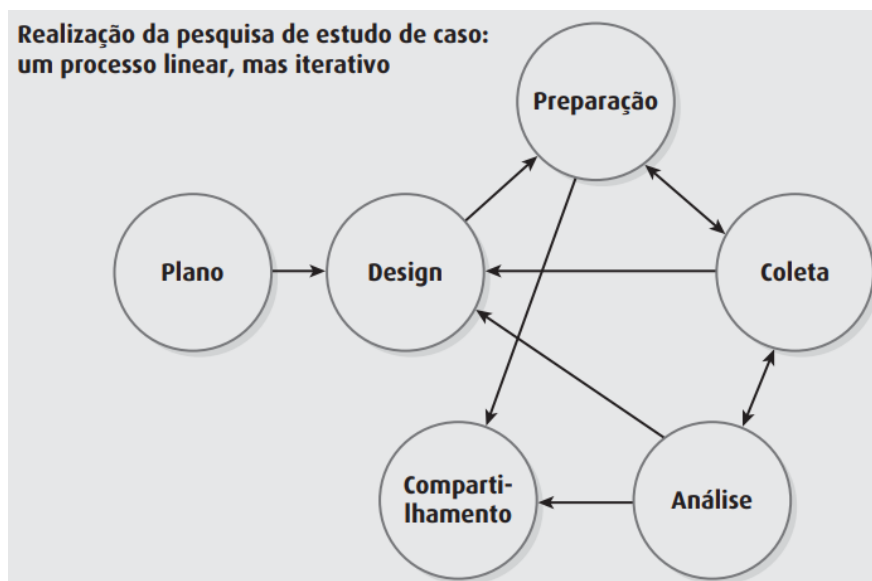 Realização da pesquisa de estudo de caso:
um processo linear, mas iterativo
Preparação
Plano
Design
Coleta
Comparti-
lhamento
Análise